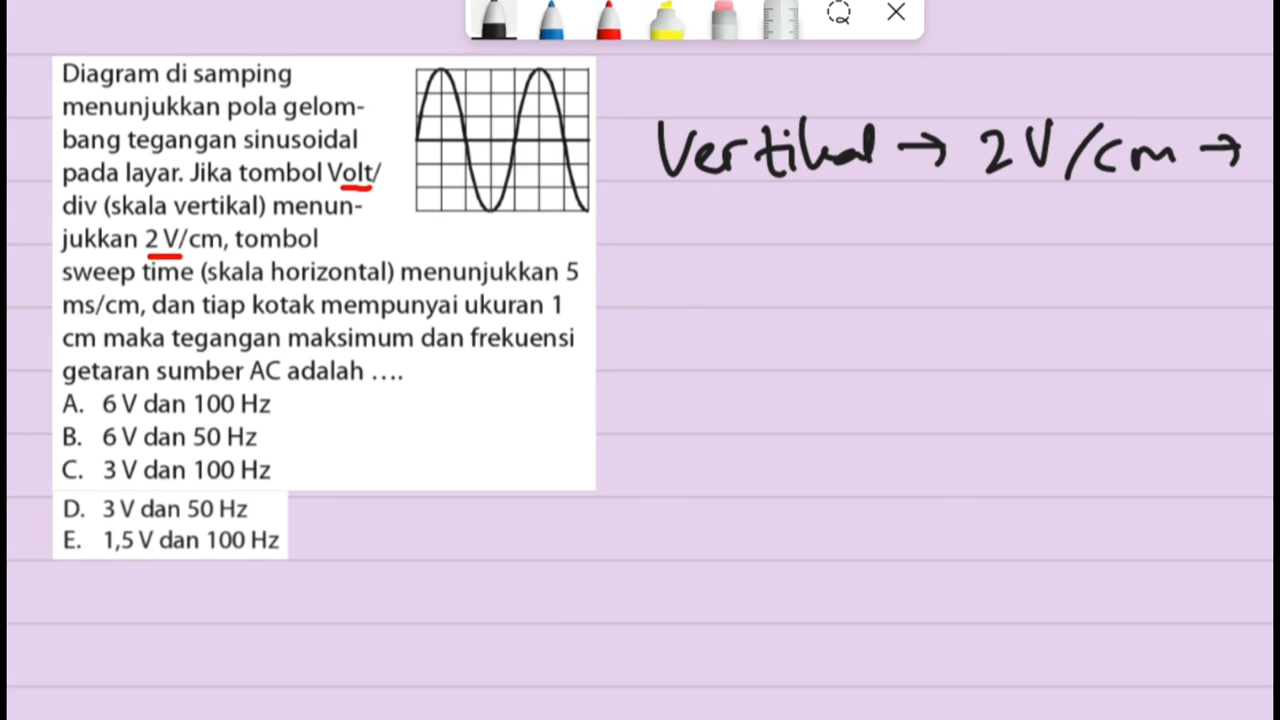 Diagram di samping
menunjukkan pola gelom-
bang tegangan sinusoidal
pada layar. Jika tombol Volt/
div (skala vertikal) menun-
jukkan 2 V/cm, tombol
sweep time (skala horizontal) menunjukkan 5
ms/cm, dan tiap kotak mempunyai ukuran 1
cm maka tegangan maksimum dan frekuensi
getaran sumber AC adalah ....
A. 6 V dan 100 Hz
B. 6 V dan 50 Hz
C. 3 V dan 100 Hz
D. 3 V dan 50 Hz
E. 1,5 V dan 100 Hz
Vertikal → 2 V/cm →